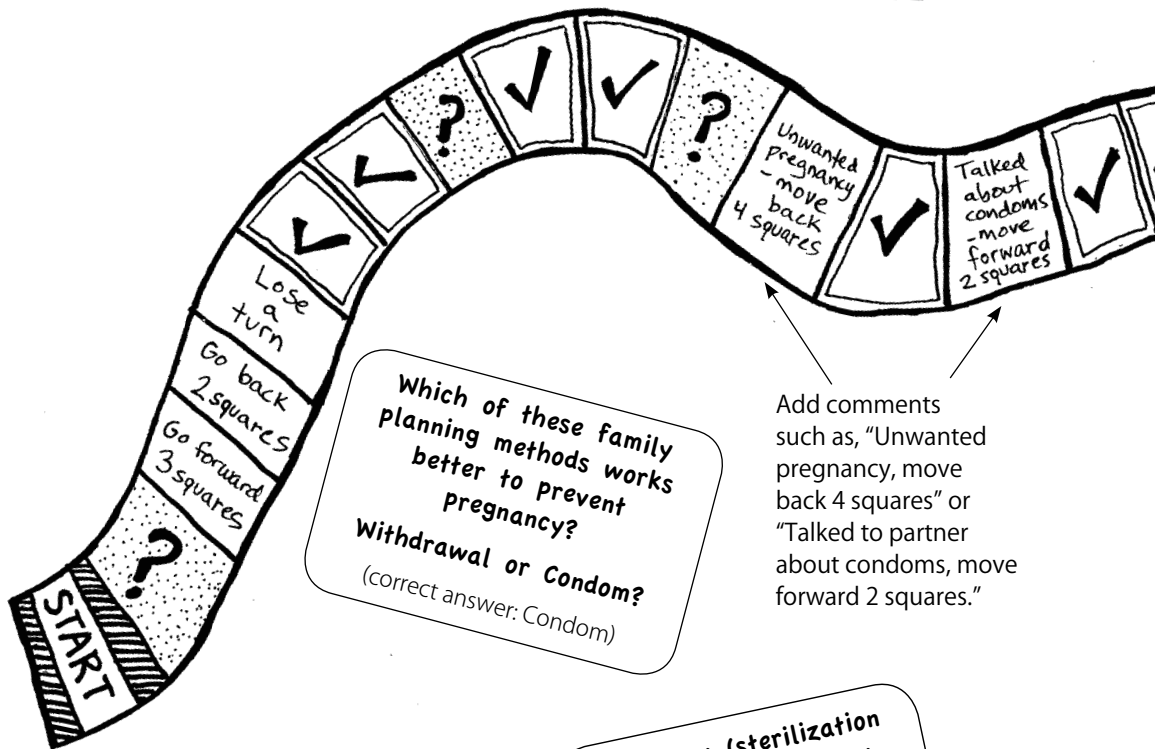 START
?
Go forward
3 squares
Go back
2 squares
Lose
a
turn
?
?
Unwanted
pregnancy
-move
back
4 squares
Talked
about
condoms
-move
forward
2 squares
Which of these family
planning methods works
better to prevent
pregnancy?
Withdrawal or Condom?
(correct answer: Condom)
Add comments
such as, “Unwanted
pregnancy, move
back 4 squares” or
“Talked to partner
about condoms, move
forward 2 squares.”
(sterilization